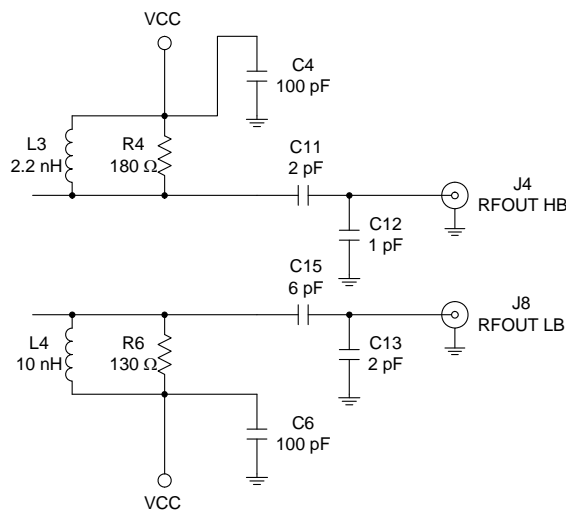 VCC
C4
100 pF
L3
2.2 nH
R4
180 Ω
C11
2 pF
J4
RFOUT HB
C12
1 pF
C15
6 pF
J8
RFOUT LB
L4
10 nH
R6
130 Ω
C13
2 pF
C6
100 pF
VCC